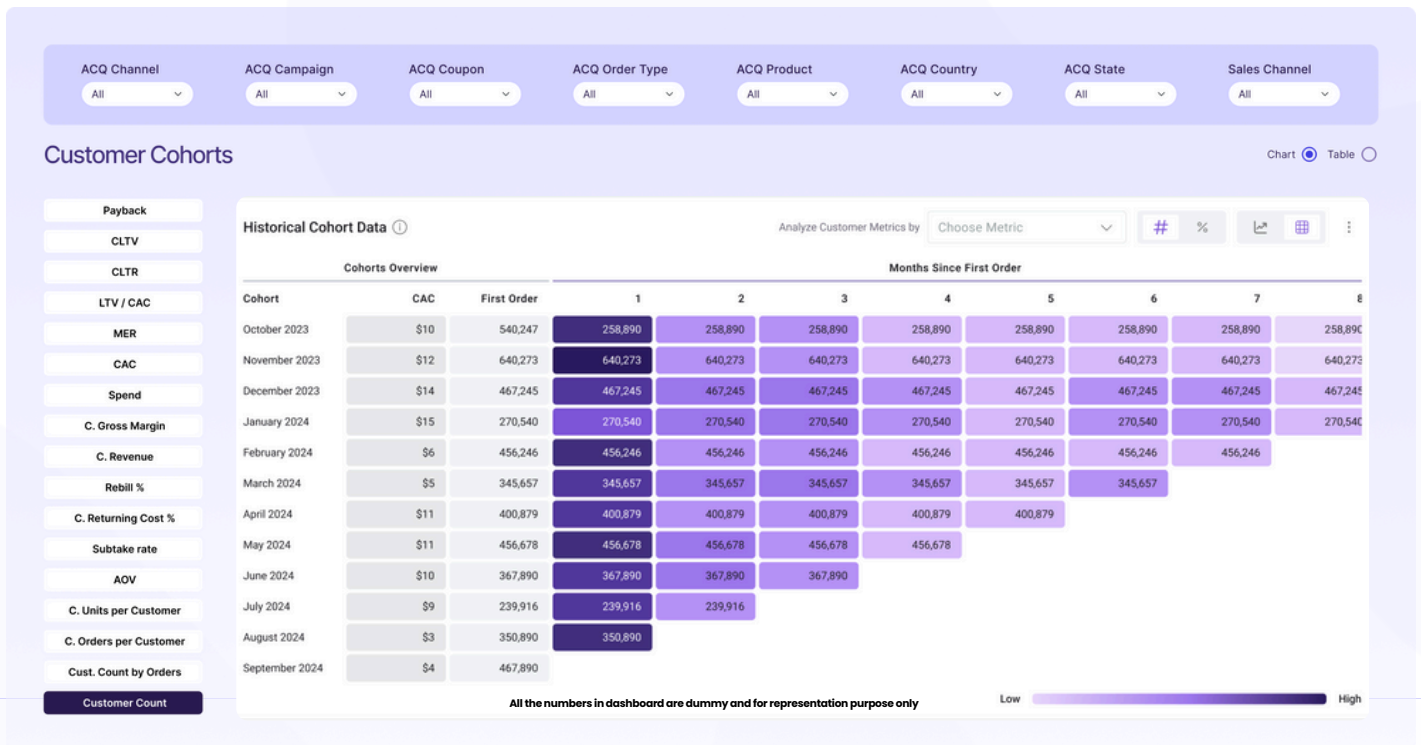 ACQ Channel ACQ Campaign ACQ Coupon ACQ Order Type ACQ Product ACQ Country ACQ State Sales Channel
All All All All All All All All
Customer Cohorts
Chart Table
Payback
CLTV
CLTR
LTV / CAC
MER
CAC
Spend
C. Gross Margin
C. Revenue
Rebill %
C. Returning Cost %
Subtake rate
AOV
C. Units per Customer
C. Orders per Customer
Cust. Count by Orders
Customer Count
Historical Cohort Data
Analyze Customer Metrics by Choose Metric # %
Cohorts Overview Months Since First Order
Cohort CAC First Order 1 2 3 4 5 6 7 8
October 2023 $10 540,247 258,890 258,890 258,890 258,890 258,890 258,890 258,890 258,890
November 2023 $12 640,273 640,273 640,273 640,273 640,273 640,273 640,273 640,273 640,273
December 2023 $14 467,245 467,245 467,245 467,245 467,245 467,245 467,245 467,245 467,245
January 2024 $15 270,540 270,540 270,540 270,540 270,540 270,540 270,540 270,540 270,540
February 2024 $6 456,246 456,246 456,246 456,246 456,246 456,246 456,246 456,246
March 2024 $5 345,657 345,657 345,657 345,657 345,657 345,657 345,657
April 2024 $11 400,879 400,879 400,879 400,879 400,879 400,879
May 2024 $11 456,678 456,678 456,678 456,678 456,678
June 2024 $10 367,890 367,890 367,890 367,890
July 2024 $9 239,916 239,916 239,916
August 2024 $3 350,890 350,890
September 2024 $4 467,890
All the numbers in dashboard are dummy and for representation purpose only
Low High